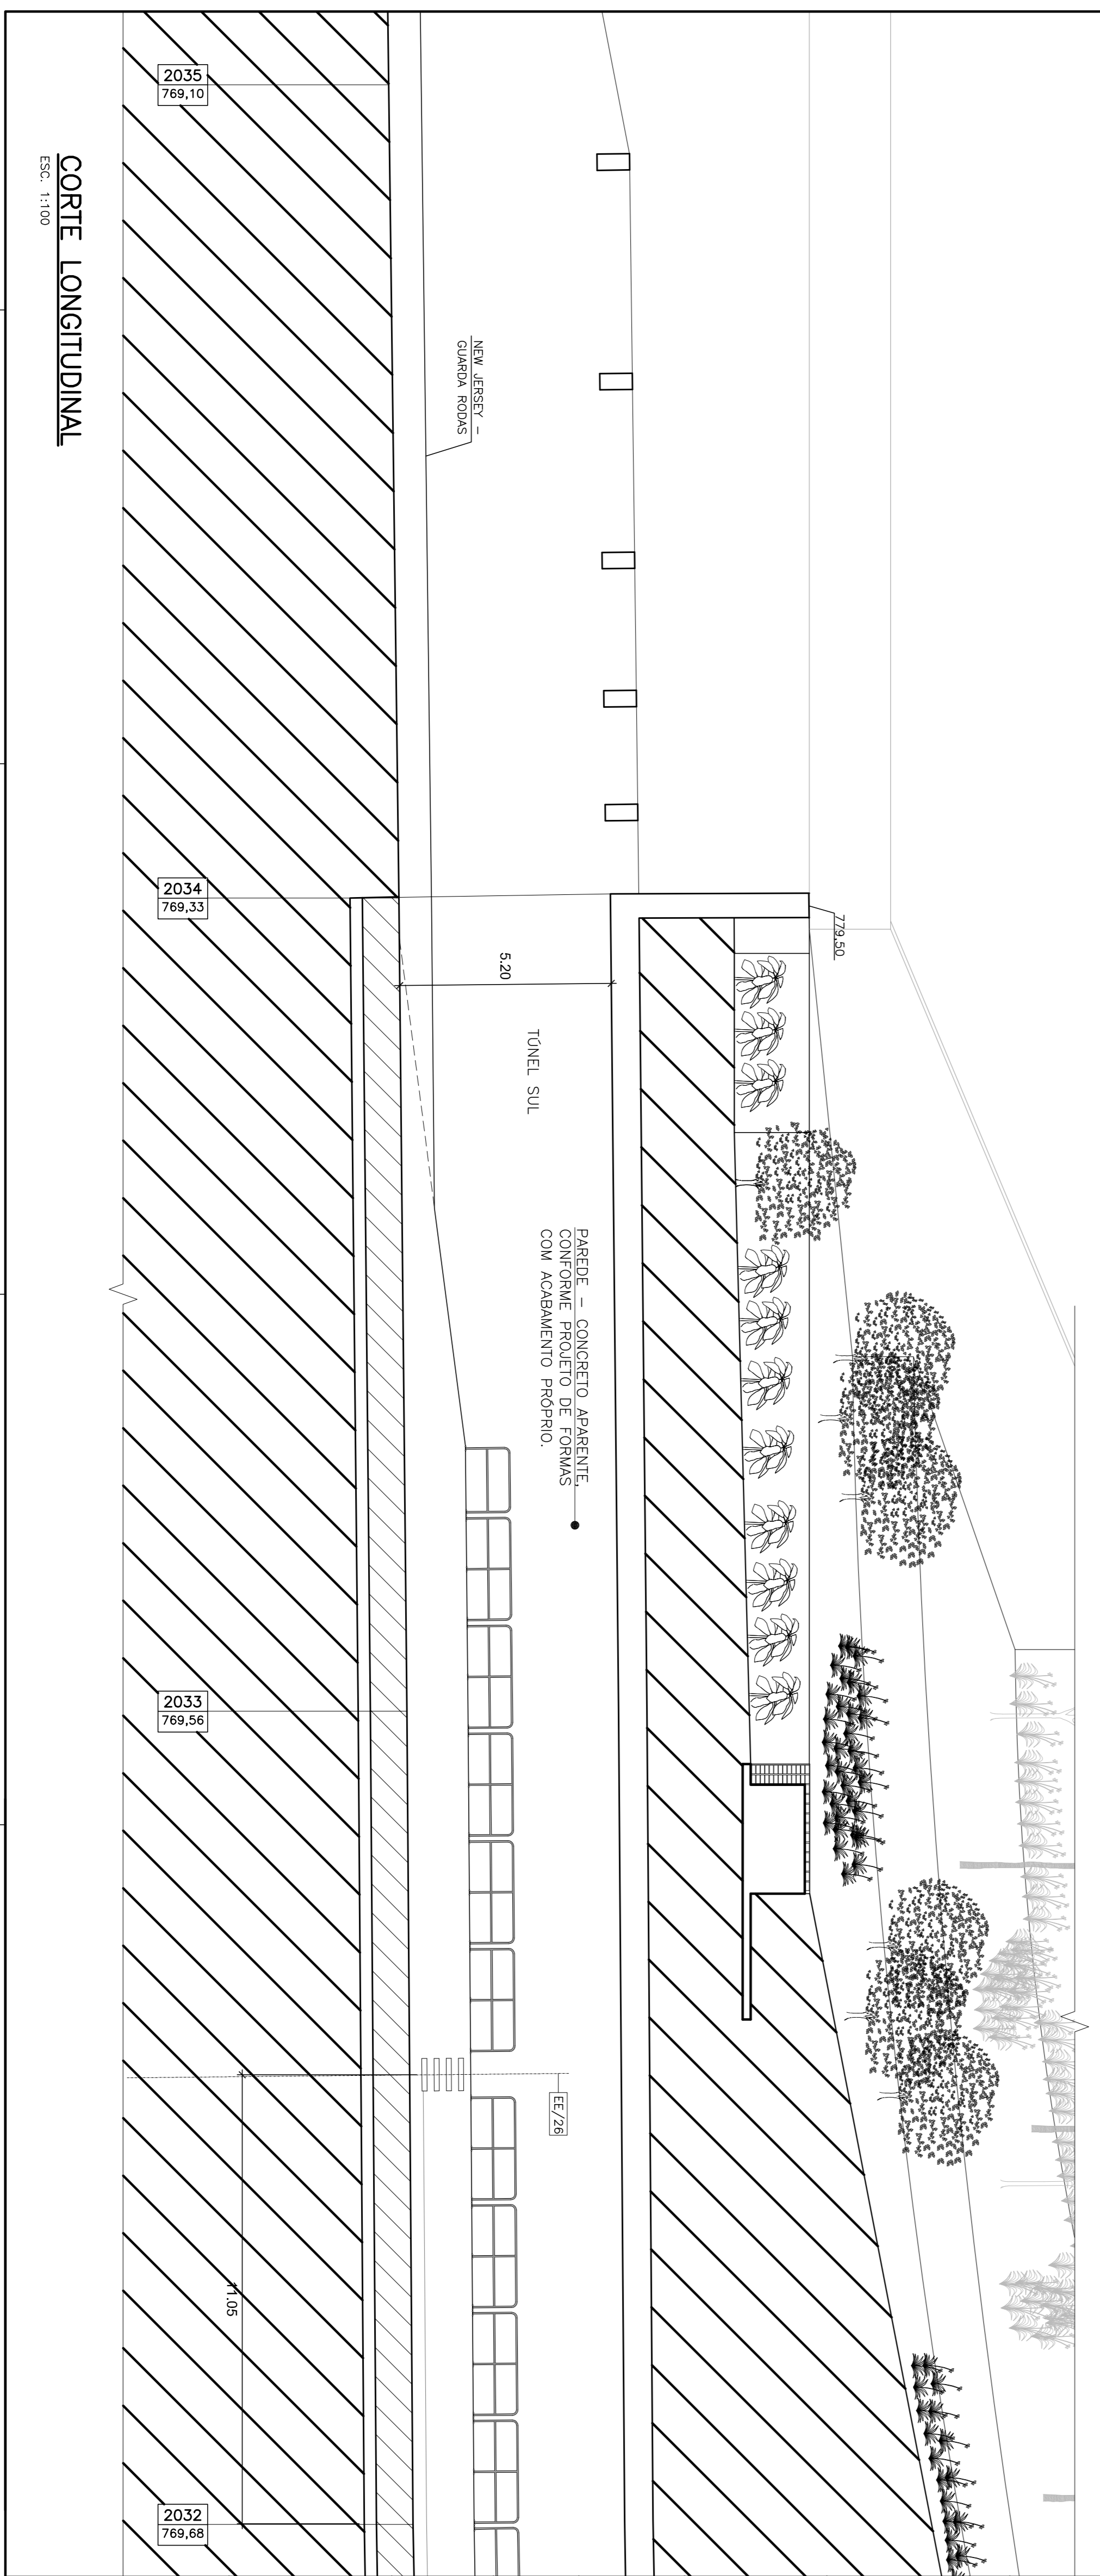 779,50
NEW JERSEY –
GUARDA RODAS
5.20
TÚNEL SUL
PAREDE – CONCRETO APARENTE,
CONFORME PROJETO DE FORMAS
COM ACABAMENTO PRÓPRIO.
EE/26
11.05
2035
769,10
2034
769,33
2033
769,56
2032
769,68
CORTE LONGITUDINAL
ESC. 1:100